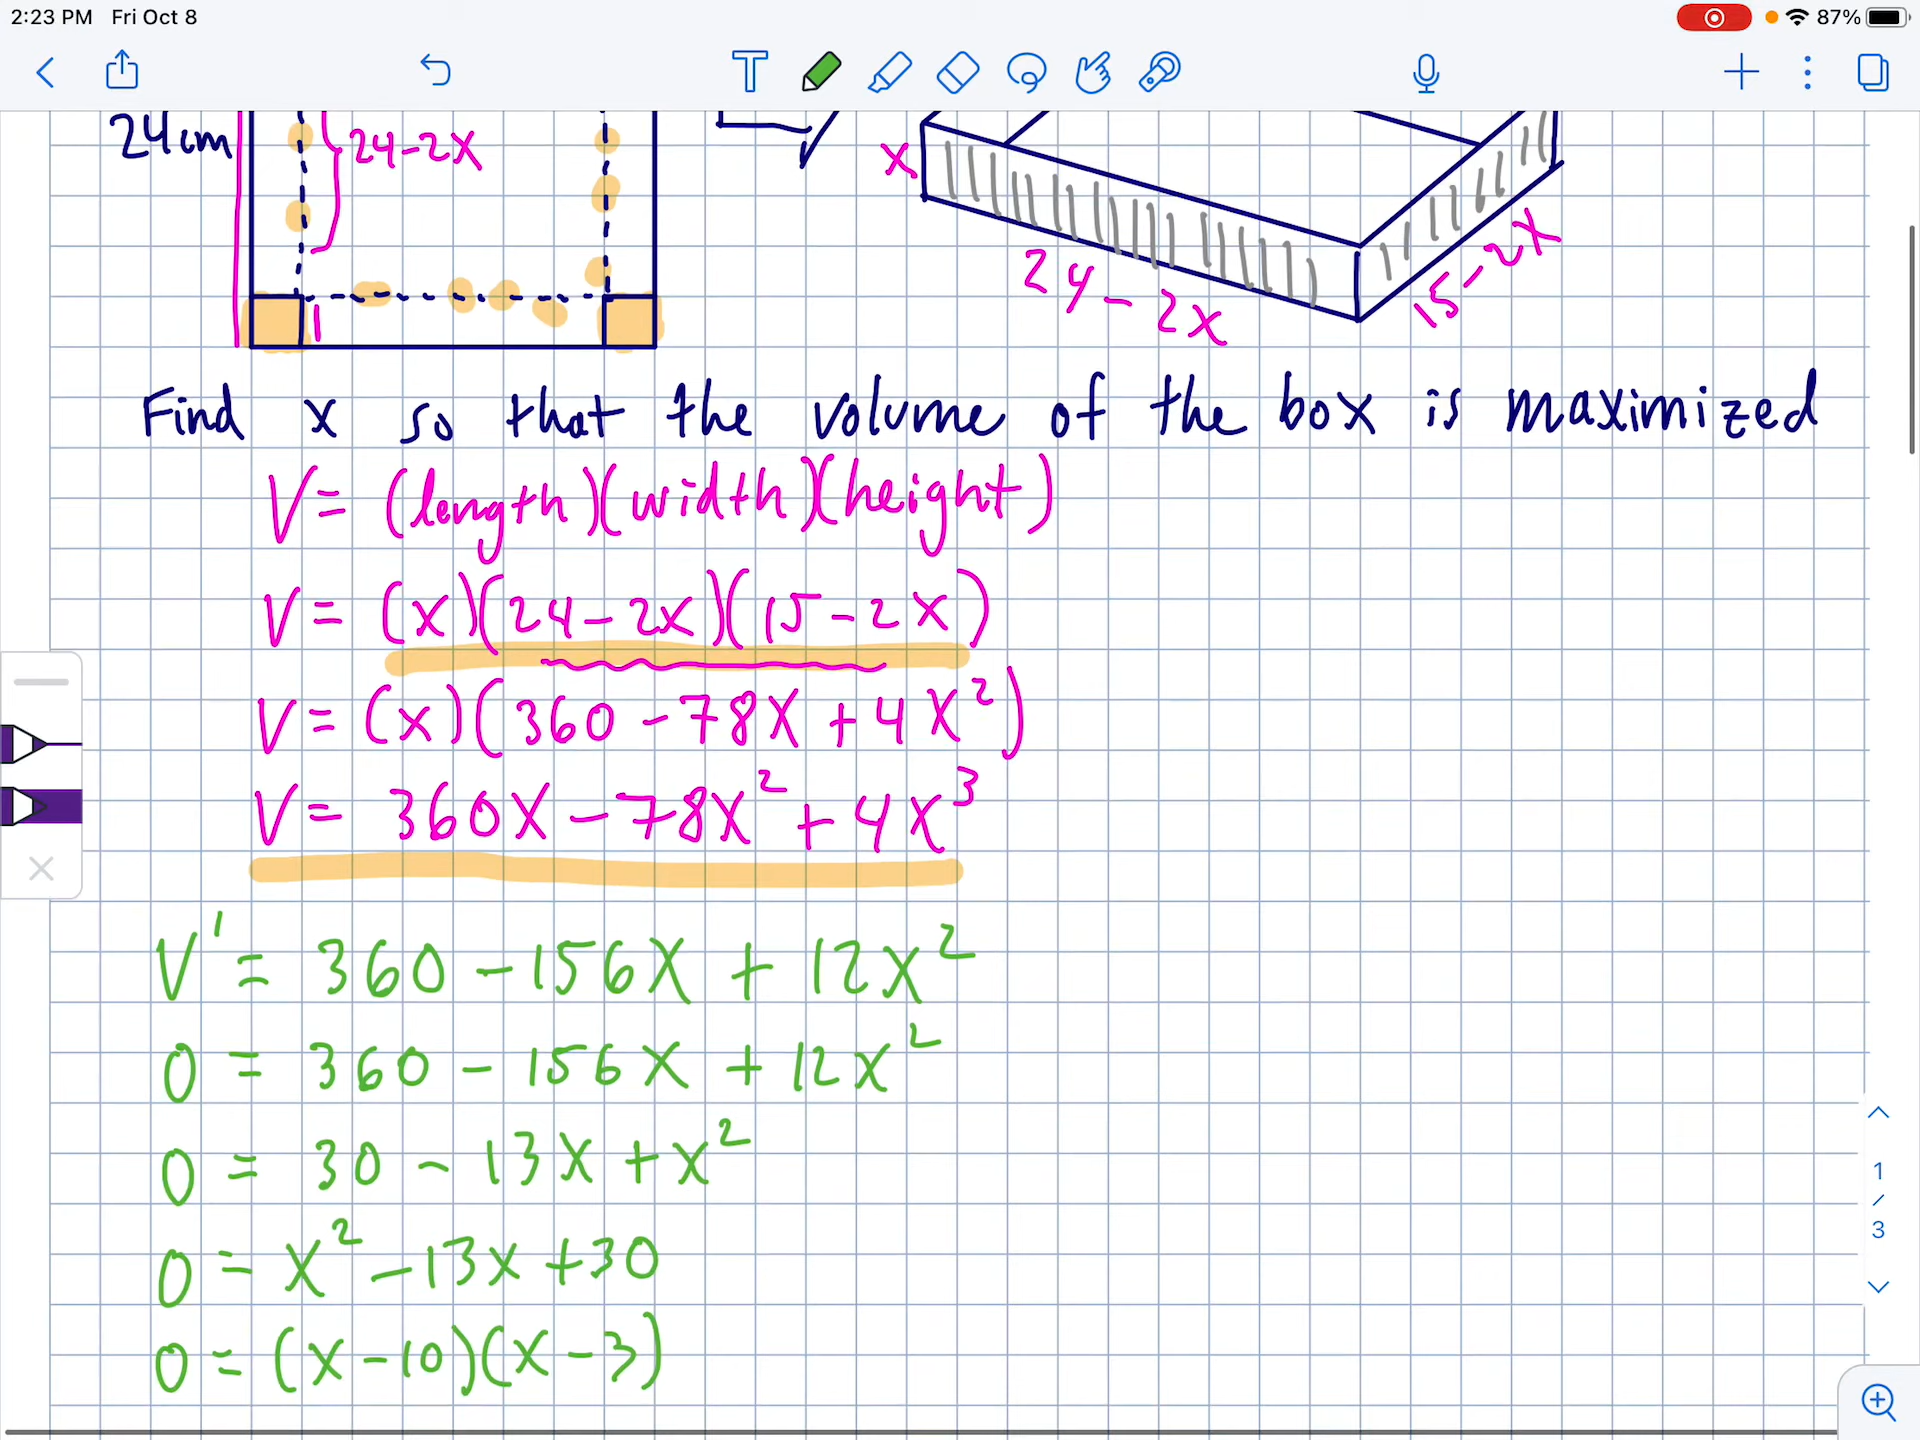 2:23 PM Fri Oct 8
87%
24cm
24-2x
x
24-2x
15-2x
Find x so that the volume of the box is maximized
V= (length)(width)(height)
V= (x)(24-2x)(15-2x)
V= (x)(360-78x+4x²)
V= 360x-78x²+4x³
V' = 360-156x+12x²
0 = 360-156x+12x²
0 = 30-13x+x²
0 = x²-13x+30
0 = (x-10)(x-3)
1
/
3